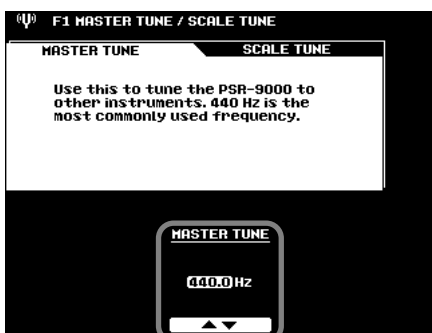 F1 MASTER TUNE / SCALE TUNE
MASTER TUNE SCALE TUNE
Use this to tune the PSR-9000 to
other instruments. 440 Hz is the
most commonly used frequency.
MASTER TUNE
440.0 Hz